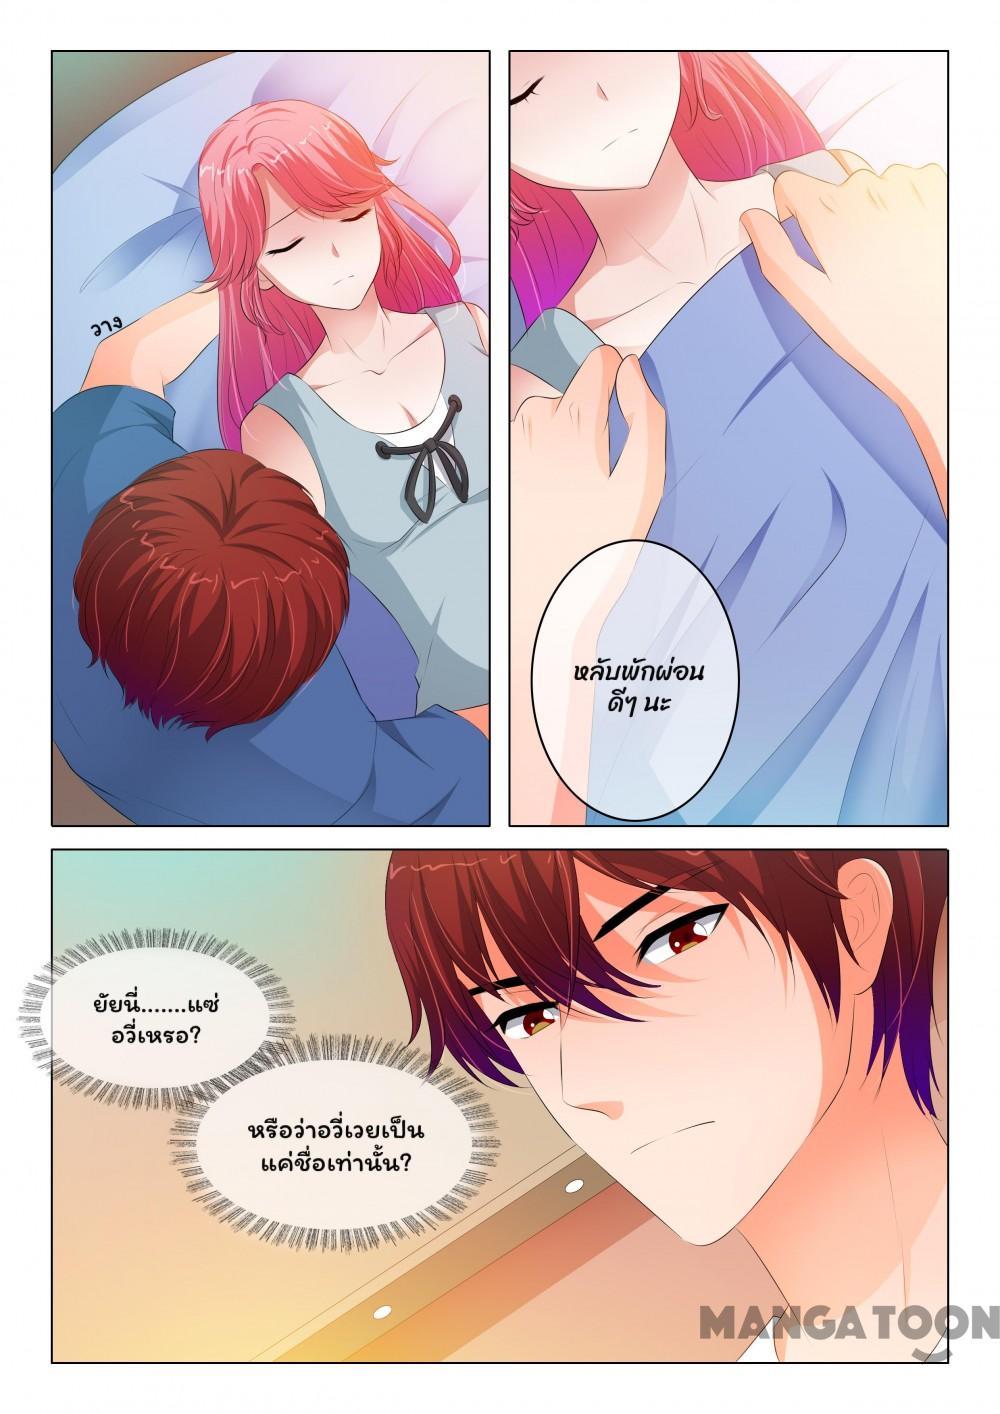 วาง
หลับพักผ่อน
ดีๆ นะ
ยัยนี่.......แซ่
อวี่เหรอ?
หรือว่าอวี่เวยเป็น
แค่ชื่อเท่านั้น?
MANGATOON